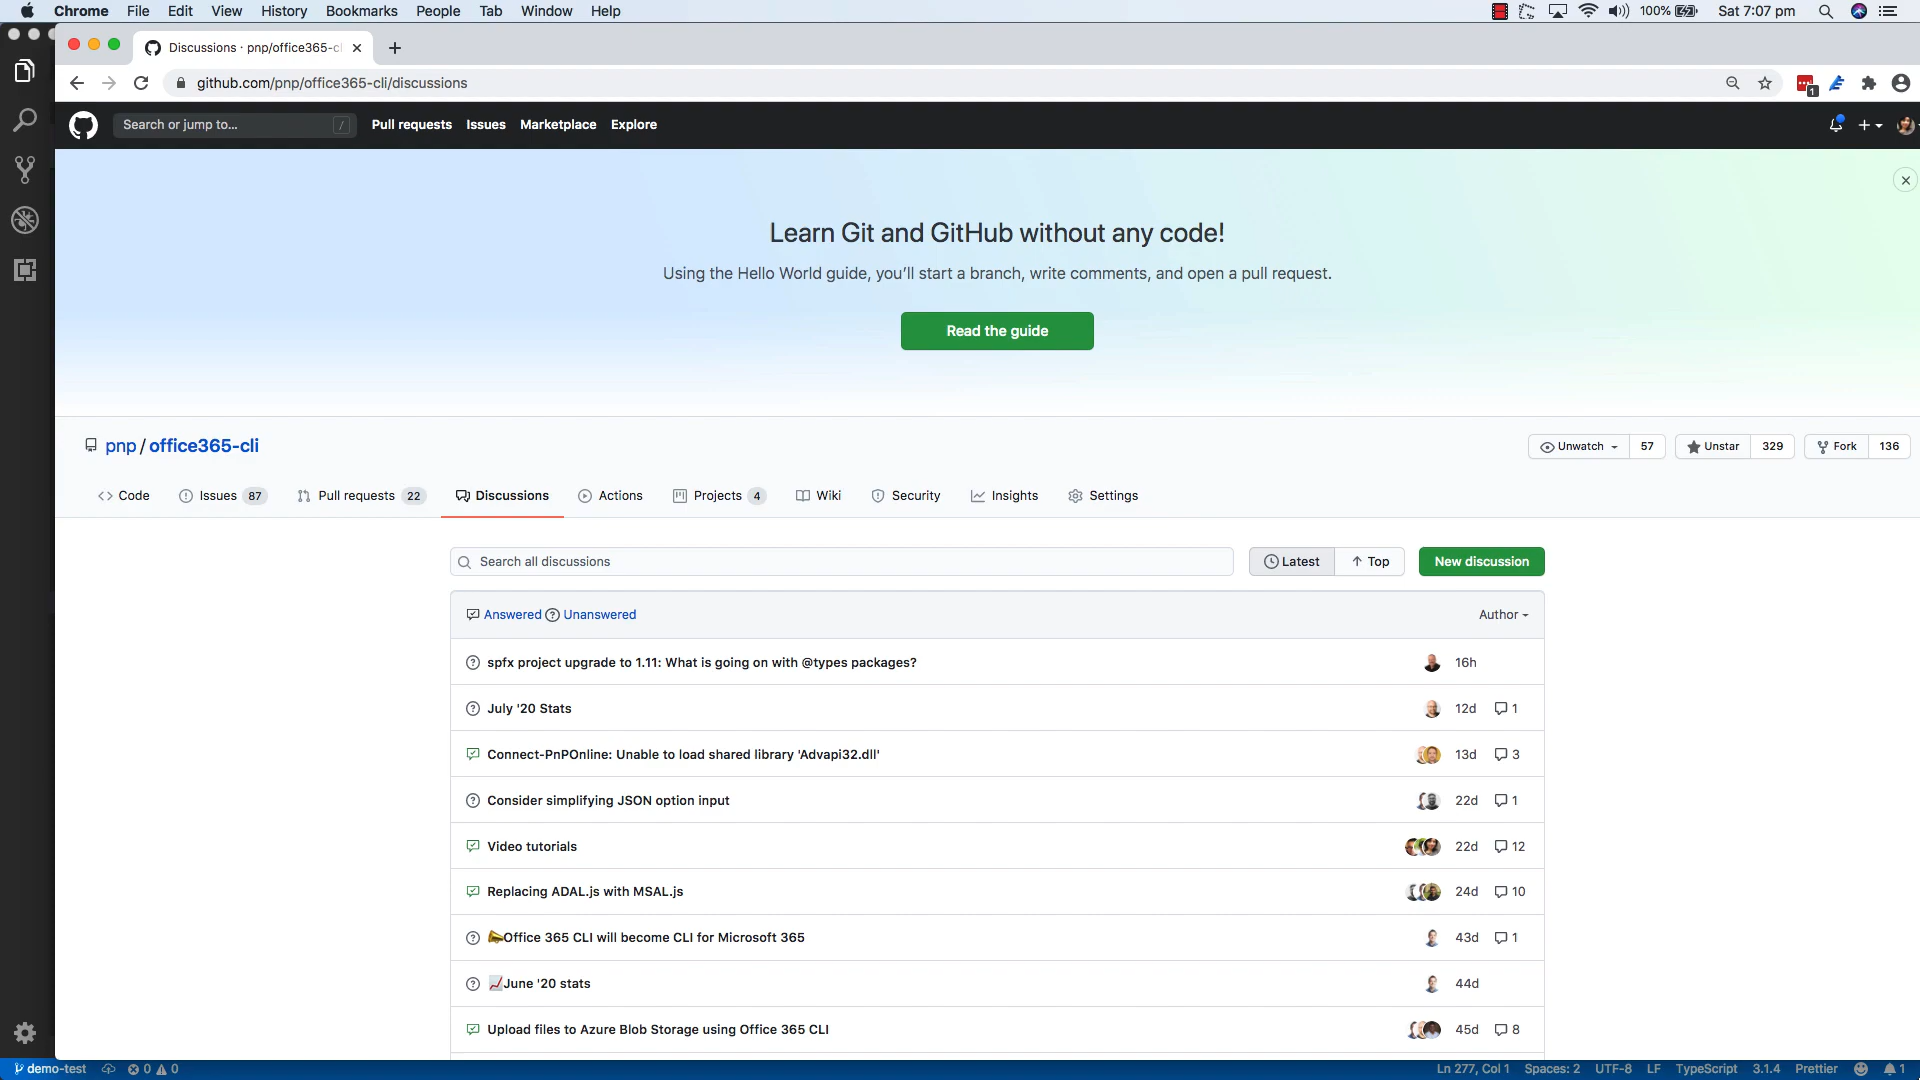 Chrome File Edit View History Bookmarks People Tab Window Help 100% Sat 7:07 pm
Discussions · pnp/office365-cl
github.com/pnp/office365-cli/discussions 1
Search or jump to... / Pull requests Issues Marketplace Explore
Learn Git and GitHub without any code!
Using the Hello World guide, you’ll start a branch, write comments, and open a pull request.
Read the guide
pnp / office365-cli Unwatch 57 Unstar 329 Fork 136
Code Issues 87 Pull requests 22 Discussions Actions Projects 4 Wiki Security Insights Settings
Search all discussions Latest Top New discussion
Answered Unanswered Author
spfx project upgrade to 1.11: What is going on with @types packages? 16h
July '20 Stats 12d 1
Connect-PnPOnline: Unable to load shared library 'Advapi32.dll' 13d 3
Consider simplifying JSON option input 22d 1
Video tutorials 22d 12
Replacing ADAL.js with MSAL.js 24d 10
📣Office 365 CLI will become CLI for Microsoft 365 43d 1
📈June '20 stats 44d
Upload files to Azure Blob Storage using Office 365 CLI 45d 8
demo-test 0 0 Ln 277, Col 1 Spaces: 2 UTF-8 LF TypeScript 3.1.4 Prettier 1